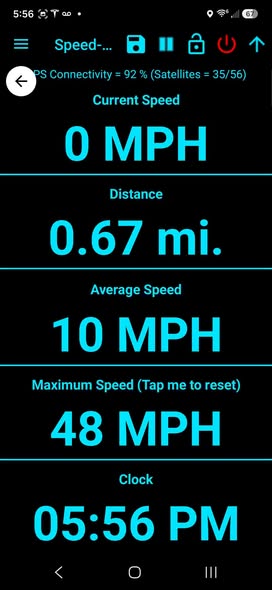 5:56 67
Speed-...
PS Connectivity = 92 % (Satellites = 35/56)
Current Speed
0 MPH
Distance
0.67 mi.
Average Speed
10 MPH
Maximum Speed (Tap me to reset)
48 MPH
Clock
05:56 PM